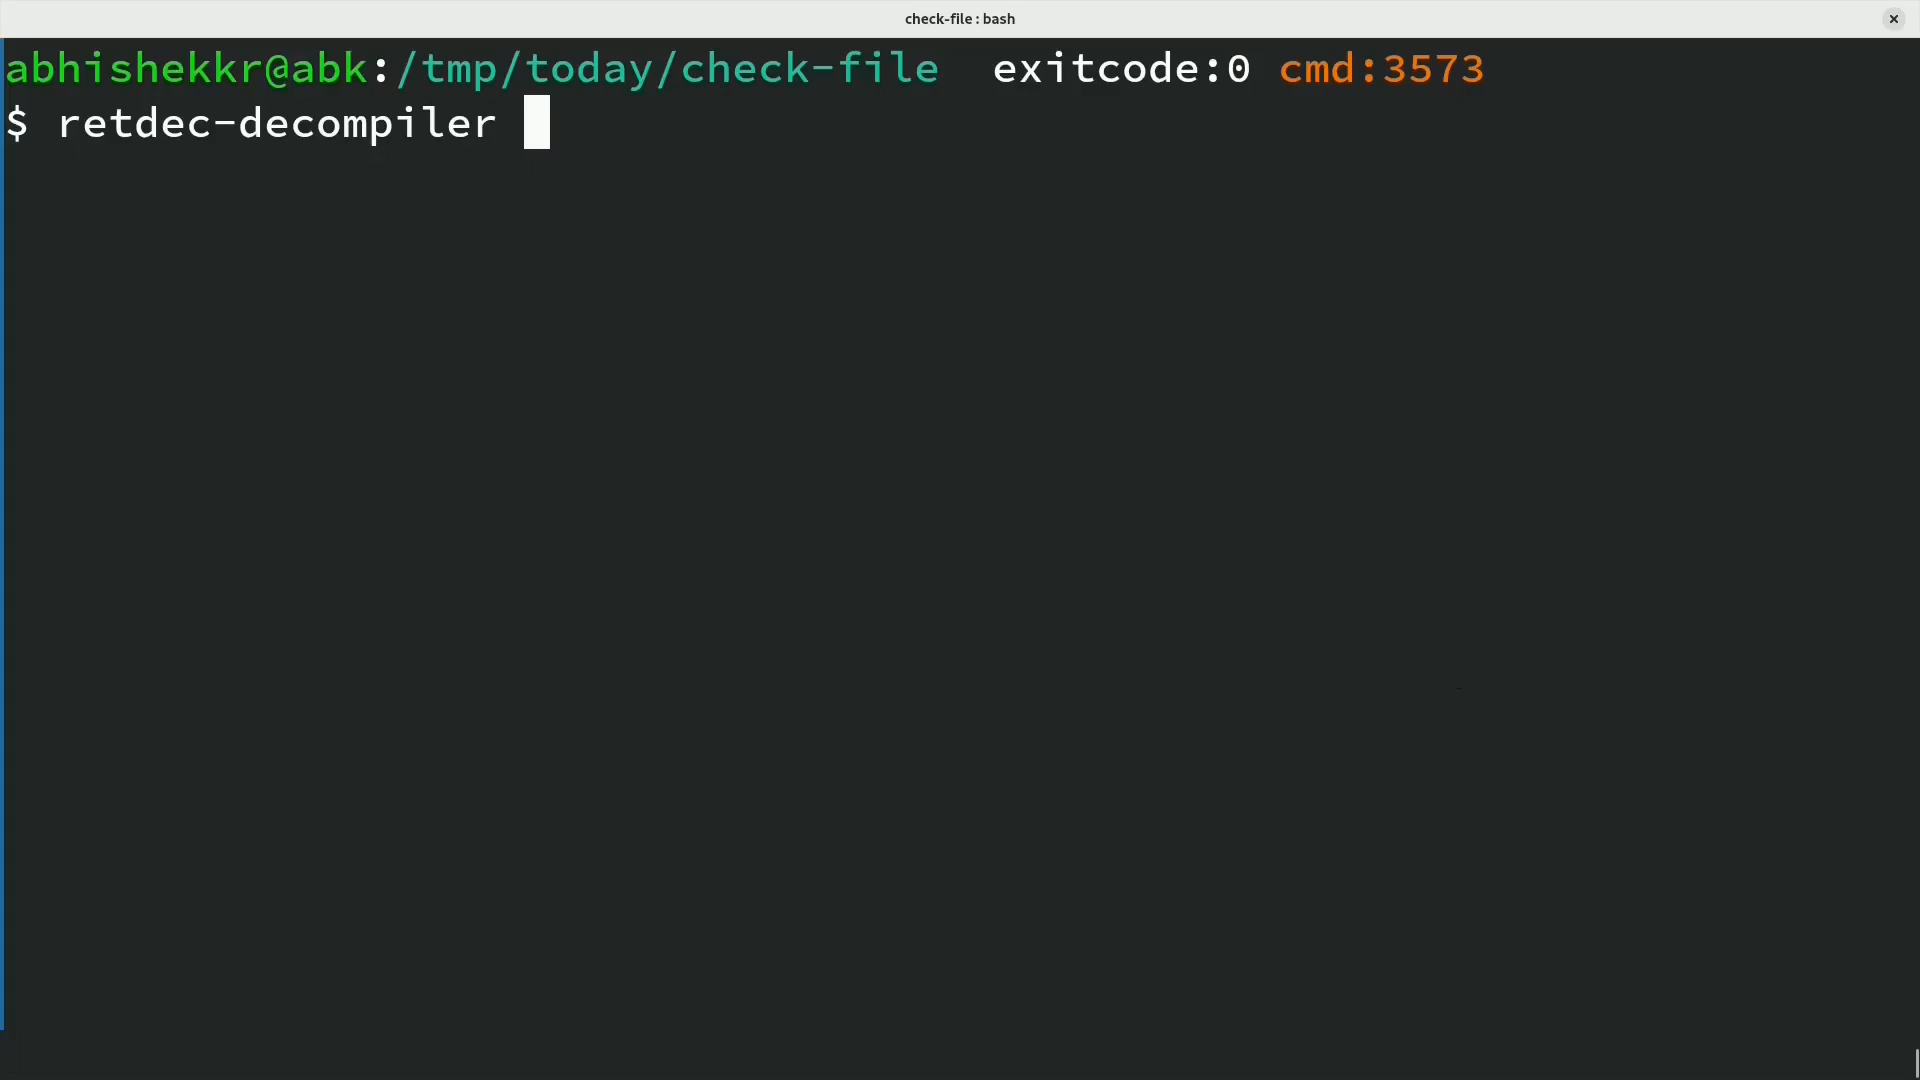 check-file : bash
abhishekkr@abk:/tmp/today/check-file  exitcode:0 cmd:3573
$ retdec-decompiler